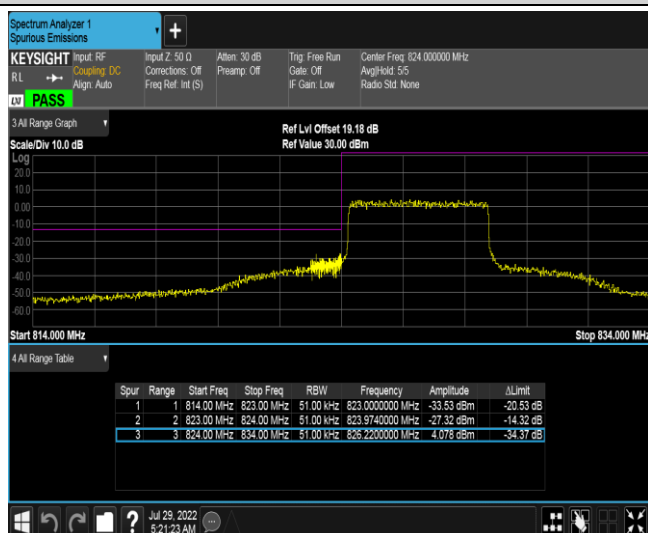 Spectrum Analyzer 1
Spurious Emissions
KEYSIGHT
RL
LXI PASS
Input: RF
Coupling: DC
Align: Auto
Input Z: 50 Ω
Corrections: Off
Freq Ref: Int (S)
Atten: 30 dB
Preamp: Off
Trig: Free Run
Gate: Off
IF Gain: Low
Center Freq: 824.000000 MHz
Avg|Hold: 5/5
Radio Std: None
3 All Range Graph
Scale/Div 10.0 dB
Ref Lvl Offset 19.18 dB
Ref Value 30.00 dBm
Log
20.0
10.0
0.00
-10.0
-20.0
-30.0
-40.0
-50.0
-60.0
Start 814.000 MHz Stop 834.000 MHz
4 All Range Table
Spur Range Start Freq Stop Freq RBW Frequency Amplitude ΔLimit
1 1 814.00 MHz 823.00 MHz 51.00 kHz 823.0000000 MHz -33.53 dBm -20.53 dB
2 2 823.00 MHz 824.00 MHz 51.00 kHz 823.9740000 MHz -27.32 dBm -14.32 dB
3 3 824.00 MHz 834.00 MHz 51.00 kHz 826.2200000 MHz 4.078 dBm -34.37 dB
Jul 29, 2022
5:21:23 AM